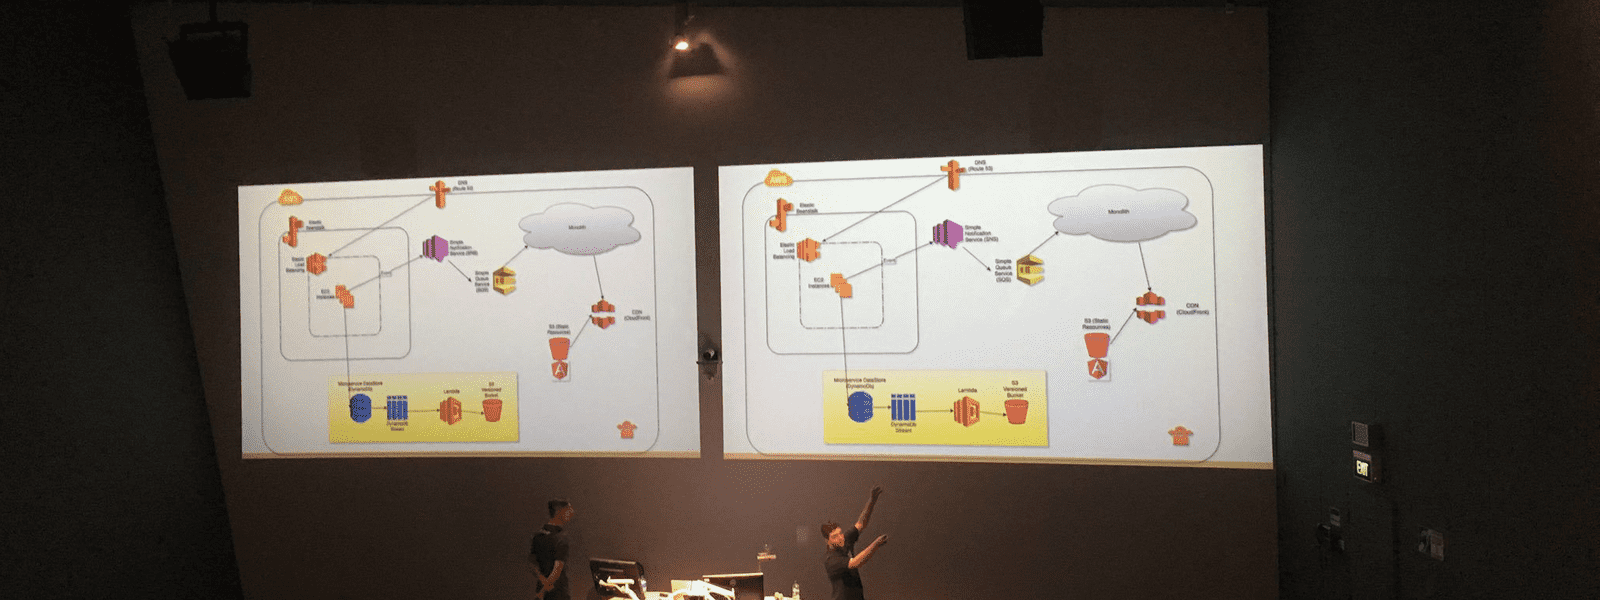 DNS
(Route 53)
Elastic
Beanstalk
Elastic
Load
Balancing
EC2
Instances
Event
Simple
Notification
Service (SNS)
Simple
Queue
Service
(SQS)
Monolith
CDN
(CloudFront)
S3 (Static
Resources)
A
Microservice DataStore
(DynamoDb)
DynamoDb
Stream
Lambda
S3
Versioned
Bucket
DNS
(Route 53)
Elastic
Beanstalk
Elastic
Load
Balancing
EC2
Instances
Event
Simple
Notification
Service (SNS)
Simple
Queue
Service
(SQS)
Monolith
CDN
(CloudFront)
S3 (Static
Resources)
A
Microservice DataStore
(DynamoDb)
DynamoDb
Stream
Lambda
S3
Versioned
Bucket
EXIT